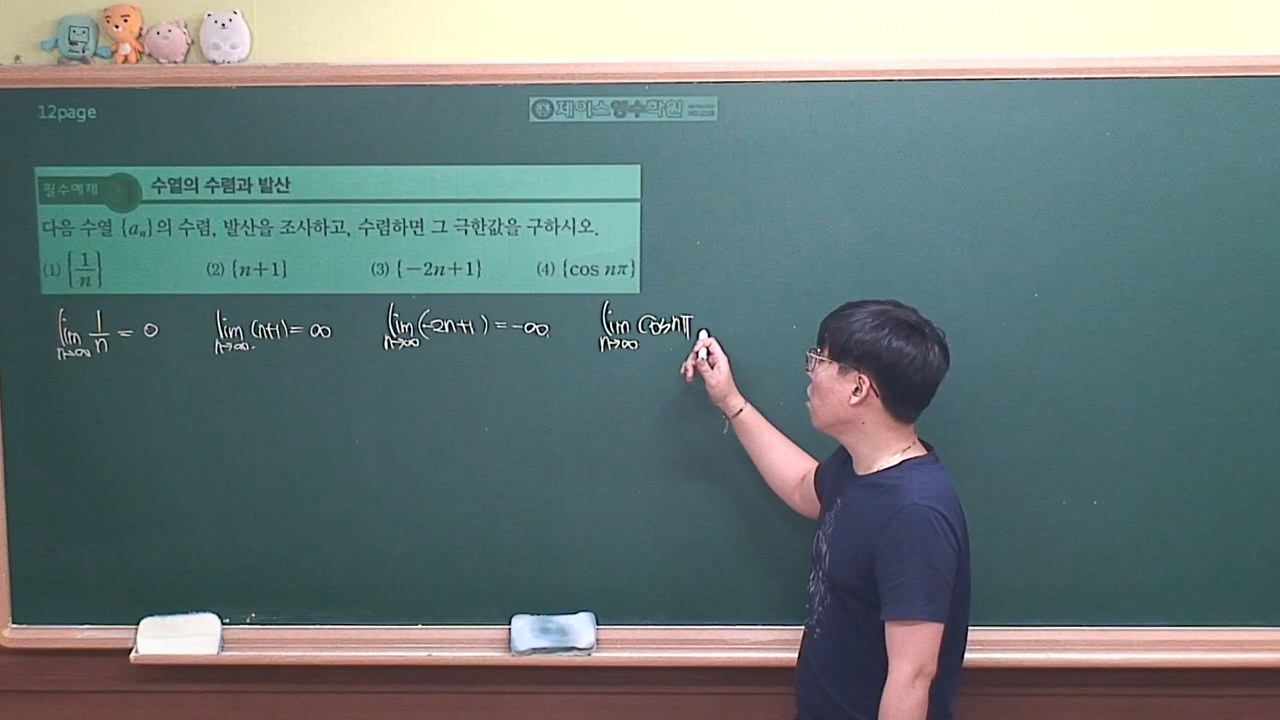 12page
제이스영수학원
필수예제
수열의 수렴과 발산
다음 수열 {aₙ}의 수렴, 발산을 조사하고, 수렴하면 그 극한값을 구하시오.
(1) {1/n} (2) {n+1} (3) {−2n+1} (4) {cos nπ}
lim n→∞ 1/n = 0 lim n→∞ (n+1) = ∞ lim n→∞ (-2n+1) = -∞ lim n→∞ cos nπ